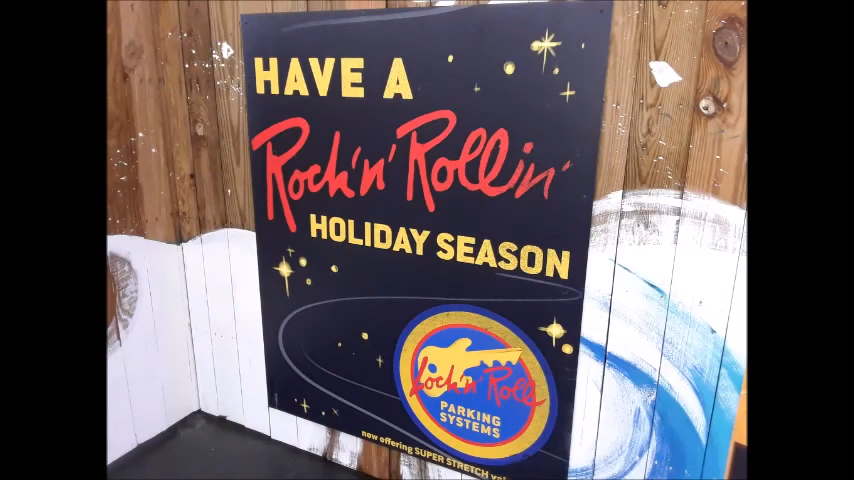 HAVE A
Rock 'n' Rollin'
HOLIDAY SEASON
Rock 'n' Roll
PARKING
SYSTEMS
now offering SUPER STRETCH